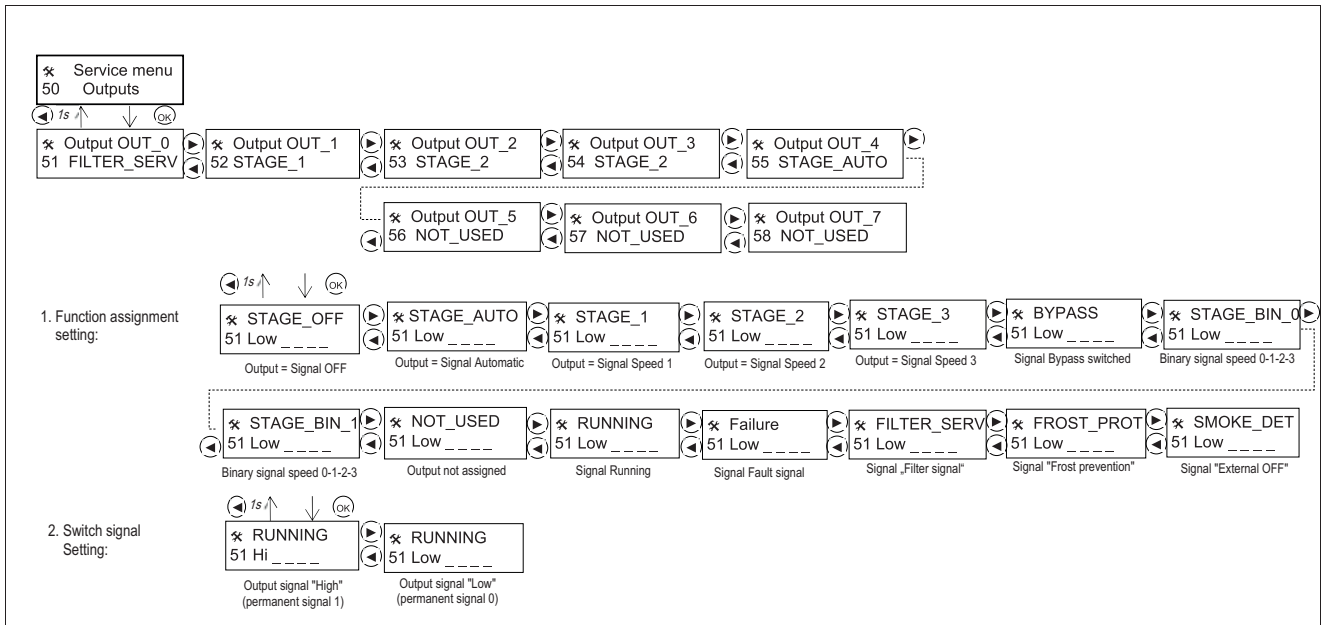 Service menu
50 Outputs
1s OK
Output OUT_0
51 FILTER_SERV
Output OUT_1
52 STAGE_1
Output OUT_2
53 STAGE_2
Output OUT_3
54 STAGE_2
Output OUT_4
55 STAGE_AUTO
Output OUT_5
56 NOT_USED
Output OUT_6
57 NOT_USED
Output OUT_7
58 NOT_USED
1. Function assignment
setting:
1s OK
STAGE_OFF
51 Low _ _ _ _
Output = Signal OFF
STAGE_AUTO
51 Low _ _ _ _
Output = Signal Automatic
STAGE_1
51 Low _ _ _ _
Output = Signal Speed 1
STAGE_2
51 Low _ _ _ _
Output = Signal Speed 2
STAGE_3
51 Low _ _ _ _
Output = Signal Speed 3
BYPASS
51 Low _ _ _ _
Signal Bypass switched
STAGE_BIN_0
51 Low _ _ _ _
Binary signal speed 0-1-2-3
STAGE_BIN_1
51 Low _ _ _ _
Binary signal speed 0-1-2-3
NOT_USED
51 Low _ _ _ _
Output not assigned
RUNNING
51 Low _ _ _ _
Signal Running
Failure
51 Low _ _ _ _
Signal Fault signal
FILTER_SERV
51 Low _ _ _ _
Signal „Filter signal“
FROST_PROT
51 Low _ _ _ _
Signal "Frost prevention"
SMOKE_DET
51 Low _ _ _ _
Signal "External OFF"
2. Switch signal
Setting:
1s OK
RUNNING
51 Hi _ _ _ _
Output signal "High"
(permanent signal 1)
RUNNING
51 Low _ _ _ _
Output signal "Low"
(permanent signal 0)